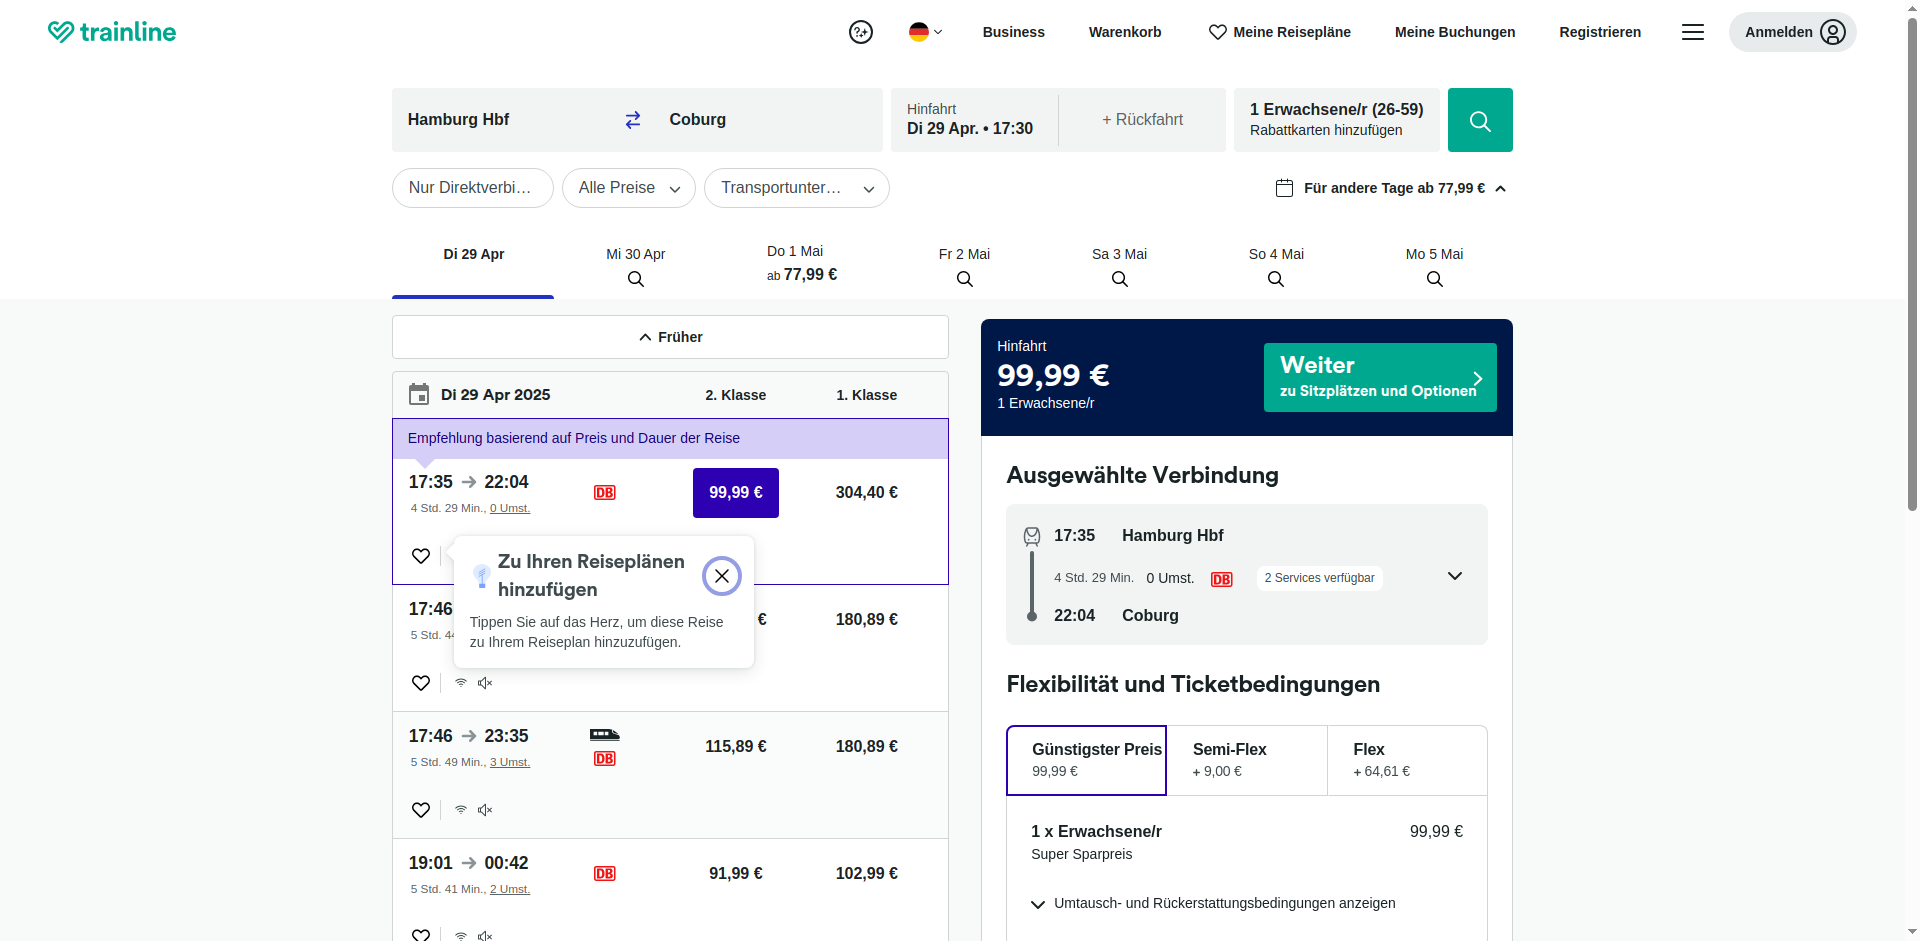 trainline
Business
Warenkorb
Meine Reisepläne
Meine Buchungen
Registrieren
Anmelden
Hamburg Hbf
Coburg
Hinfahrt
Di 29 Apr. • 17:30
+ Rückfahrt
1 Erwachsene/r (26-59)
Rabattkarten hinzufügen
Nur Direktverbi…
Alle Preise
Transportunter…
Für andere Tage ab 77,99 €
Di 29 Apr
Mi 30 Apr
Do 1 Mai
ab 77,99 €
Fr 2 Mai
Sa 3 Mai
So 4 Mai
Mo 5 Mai
Früher
Di 29 Apr 2025
2. Klasse
1. Klasse
Empfehlung basierend auf Preis und Dauer der Reise
17:35 → 22:04
DB
99,99 €
304,40 €
4 Std. 29 Min., 0 Umst.
Zu Ihren Reiseplänen
hinzufügen
Tippen Sie auf das Herz, um diese Reise
zu Ihrem Reiseplan hinzuzufügen.
17:46
€
180,89 €
5 Std. 44
17:46 → 23:35
DB
115,89 €
180,89 €
5 Std. 49 Min., 3 Umst.
19:01 → 00:42
DB
91,99 €
102,99 €
5 Std. 41 Min., 2 Umst.
Hinfahrt
99,99 €
1 Erwachsene/r
Weiter
zu Sitzplätzen und Optionen
Ausgewählte Verbindung
17:35 Hamburg Hbf
4 Std. 29 Min. 0 Umst. DB 2 Services verfügbar
22:04 Coburg
Flexibilität und Ticketbedingungen
Günstigster Preis
99,99 €
Semi-Flex
+ 9,00 €
Flex
+ 64,61 €
1 x Erwachsene/r
99,99 €
Super Sparpreis
Umtausch- und Rückerstattungsbedingungen anzeigen